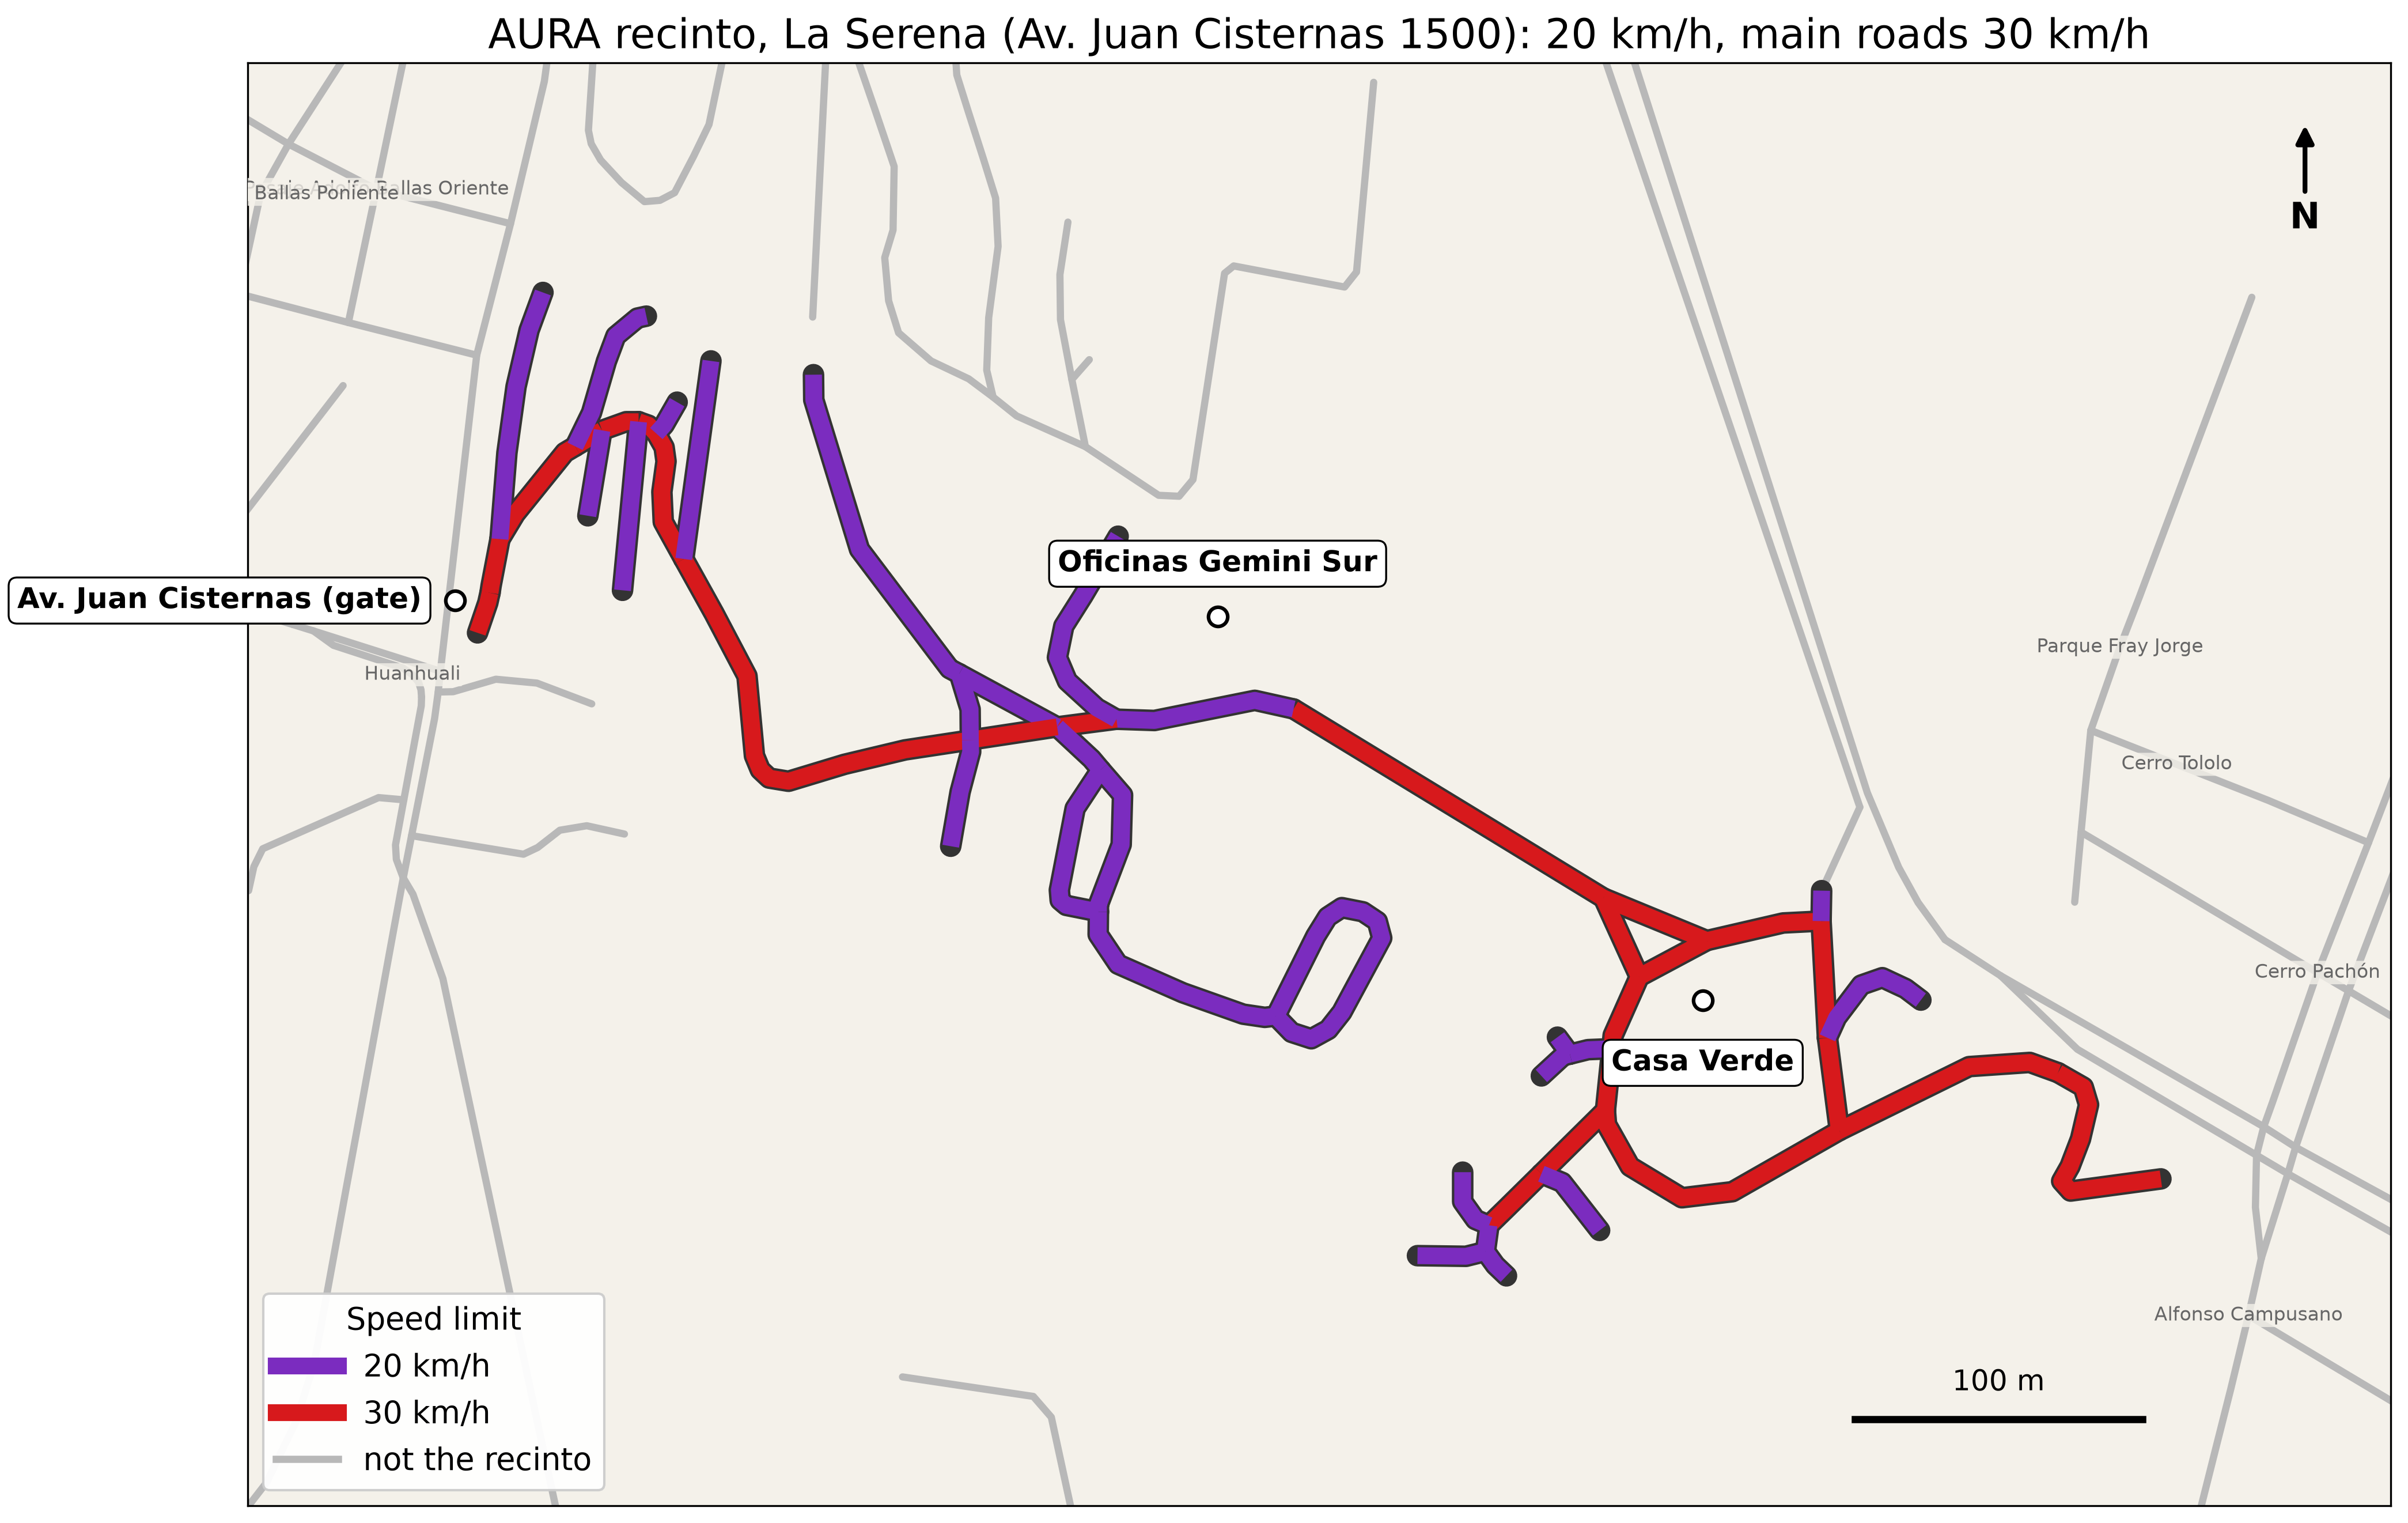 AURA recinto, La Serena (Av. Juan Cisternas 1500): 20 km/h, main roads 30 km/h
N
Ballas Oriente
Ballas Poniente
Oficinas Gemini Sur
Av. Juan Cisternas (gate)
Parque Fray Jorge
Huanhuali
Cerro Tololo
Cerro Pachón
Casa Verde
Alfonso Campusano
Speed limit
20 km/h
30 km/h
not the recinto
100 m